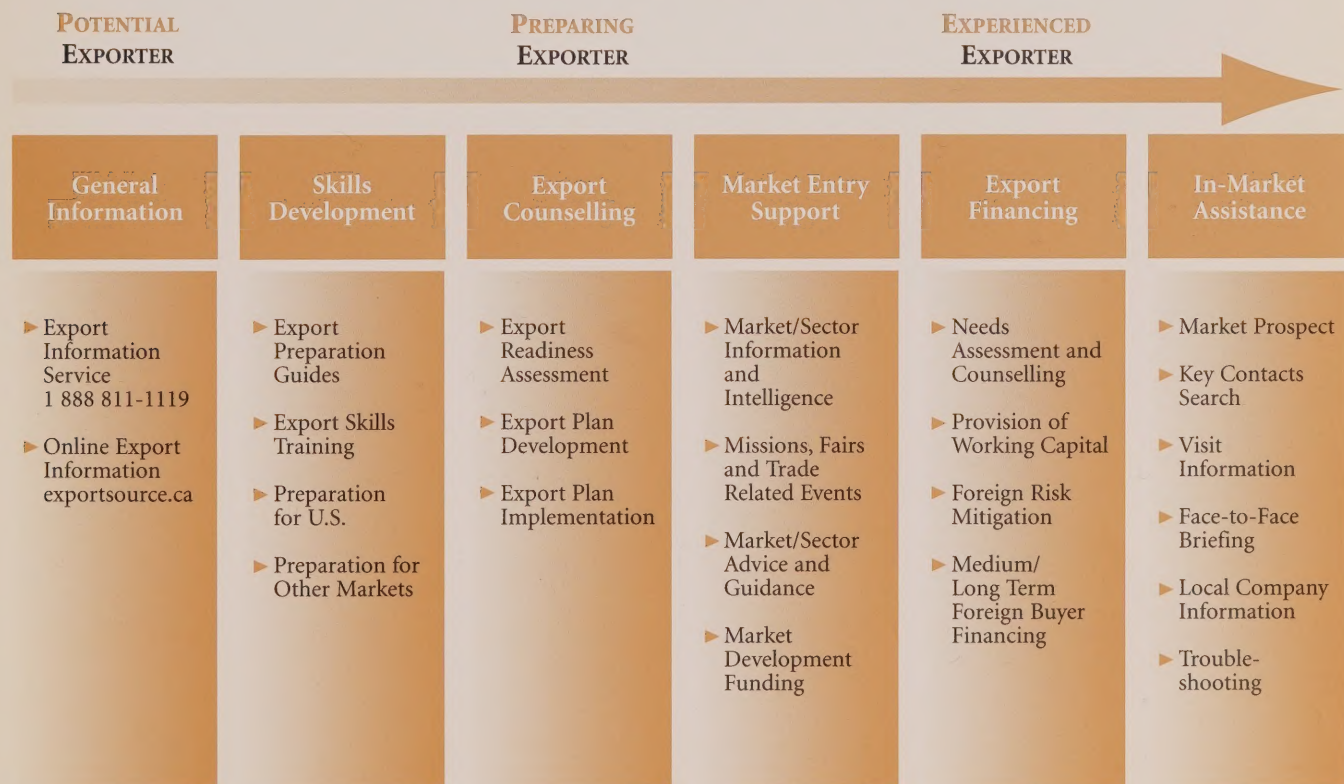 POTENTIAL
EXPORTER
PREPARING
EXPORTER
EXPERIENCED
EXPORTER
General
Information
Skills
Development
Export
Counselling
Market Entry
Support
Export
Financing
In-Market
Assistance
Export
Information
Service
1 888 811-1119
Online Export
Information
exportsource.ca
Export
Preparation
Guides
Export Skills
Training
Preparation
for U.S.
Preparation for
Other Markets
Export
Readiness
Assessment
Export Plan
Development
Export Plan
Implementation
Market/Sector
Information
and
Intelligence
Missions, Fairs
and Trade
Related Events
Market/Sector
Advice and
Guidance
Market
Development
Funding
Needs
Assessment and
Counselling
Provision of
Working Capital
Foreign Risk
Mitigation
Medium/
Long Term
Foreign Buyer
Financing
Market Prospect
Key Contacts
Search
Visit
Information
Face-to-Face
Briefing
Local Company
Information
Trouble-
shooting